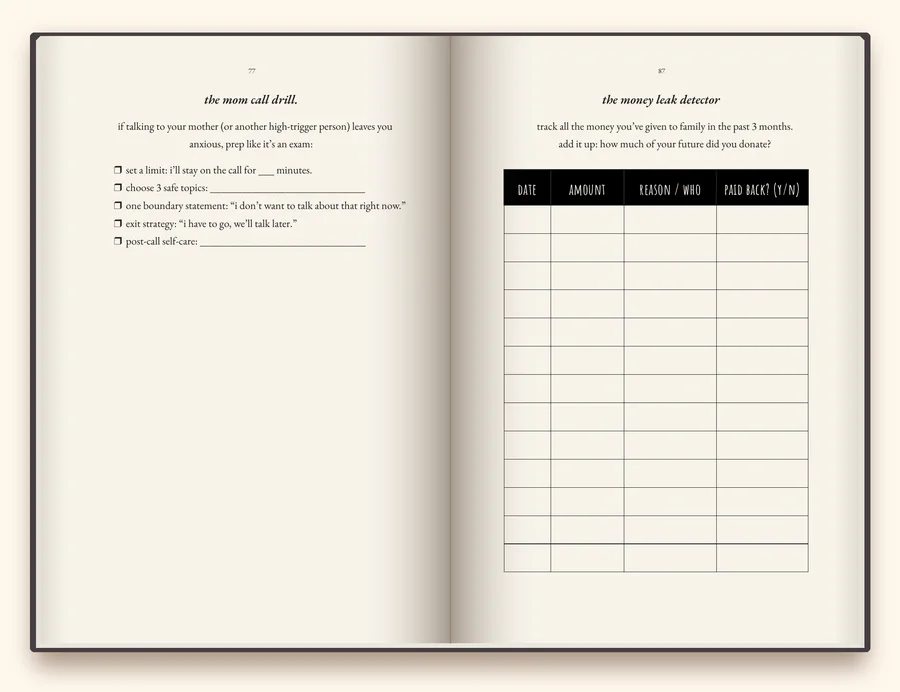 77
the mom call drill.
if talking to your mother (or another high-trigger person) leaves you
anxious, prep like it’s an exam:
❐ set a limit: i’ll stay on the call for ___ minutes.
❐ choose 3 safe topics: ______________________________
❐ one boundary statement: “i don’t want to talk about that right now.”
❐ exit strategy: “i have to go, we’ll talk later.”
❐ post-call self-care: ________________________________
87
the money leak detector
track all the money you’ve given to family in the past 3 months.
add it up: how much of your future did you donate?
DATE AMOUNT REASON / WHO PAID BACK? (Y/N)